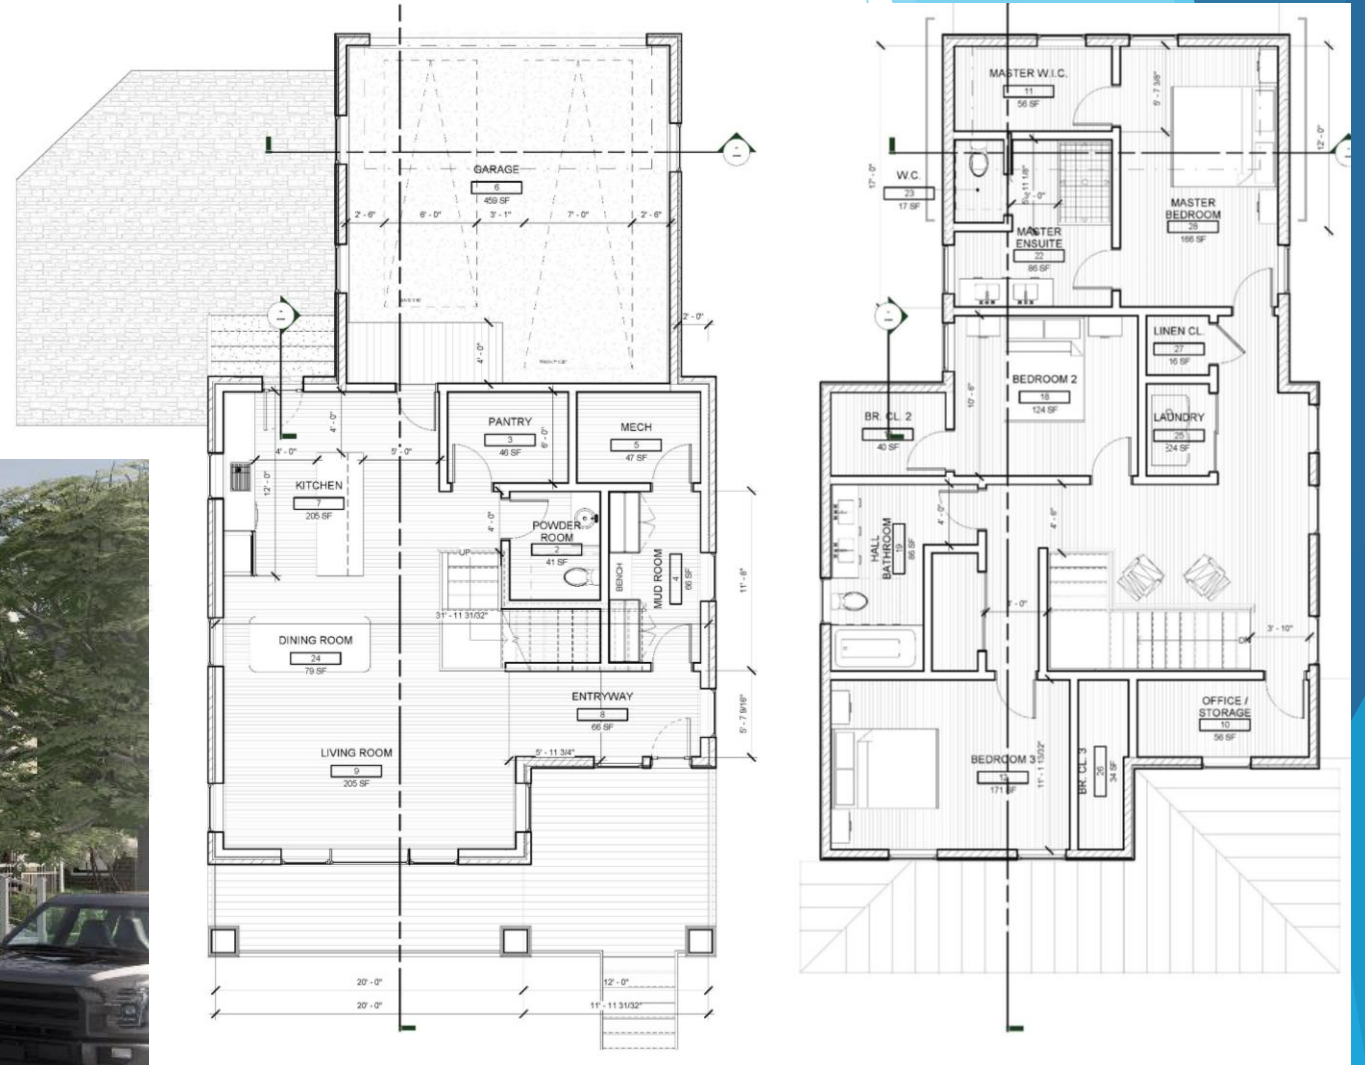 GARAGE
6
459 SF
2' - 6"
6' - 0"
3' - 1"
7' - 0"
2' - 6"
2' - 0"
4' - 0"
PANTRY
3
46 SF
6' - 0"
MECH
5
47 SF
4' - 0"
4' - 0"
5' - 0"
12' - 0"
KITCHEN
7
205 SF
4' - 0"
POWDER
ROOM
2
41 SF
UP
BENCH
MUD ROOM
4
66 SF
11' - 6"
31' - 11 31/32"
DINING ROOM
24
79 SF
ENTRYWAY
8
66 SF
5' - 7 9/16"
5' - 11 3/4"
LIVING ROOM
9
205 SF
20' - 0"
12' - 0"
20' - 0"
11' - 11 31/32"
MASTER W.I.C.
11
56 SF
5' - 7 3/8"
12' - 0"
17' - 0"
W.C.
23
17 SF
MASTER
ENSUITE
22
86 SF
MASTER
BEDROOM
28
166 SF
LINEN CL.
27
16 SF
BEDROOM 2
18
124 SF
10' - 6"
BR. CL. 2
40 SF
LAUNDRY
25
24 SF
HALL
BATHROOM
19
86 SF
4' - 0"
4' - 6"
DN
3' - 10"
OFFICE /
STORAGE
10
56 SF
BEDROOM 3
171 SF
11' - 1 13/32"
BR. CL. 3
26
34 SF